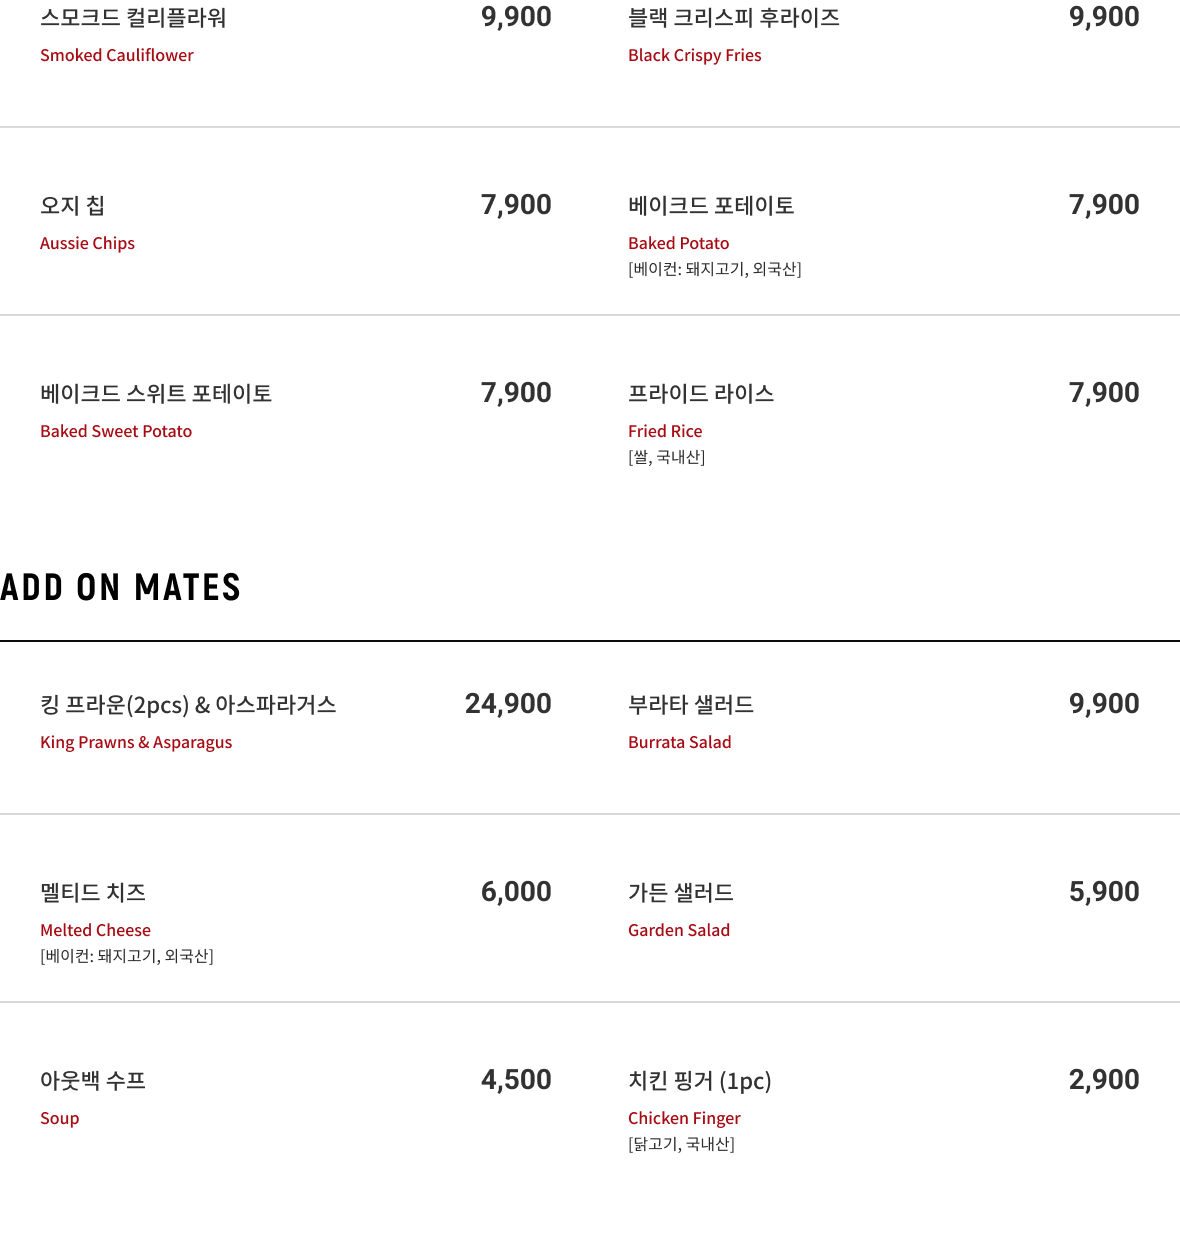 스모크드 컬리플라워 9,900
Smoked Cauliflower
블랙 크리스피 후라이즈 9,900
Black Crispy Fries
오지 칩 7,900
Aussie Chips
베이크드 포테이토 7,900
Baked Potato
[베이컨: 돼지고기, 외국산]
베이크드 스위트 포테이토 7,900
Baked Sweet Potato
프라이드 라이스 7,900
Fried Rice
[쌀, 국내산]
ADD ON MATES
킹 프라운(2pcs) & 아스파라거스 24,900
King Prawns & Asparagus
부라타 샐러드 9,900
Burrata Salad
멜티드 치즈 6,000
Melted Cheese
[베이컨: 돼지고기, 외국산]
가든 샐러드 5,900
Garden Salad
아웃백 수프 4,500
Soup
치킨 핑거 (1pc) 2,900
Chicken Finger
[닭고기, 국내산]